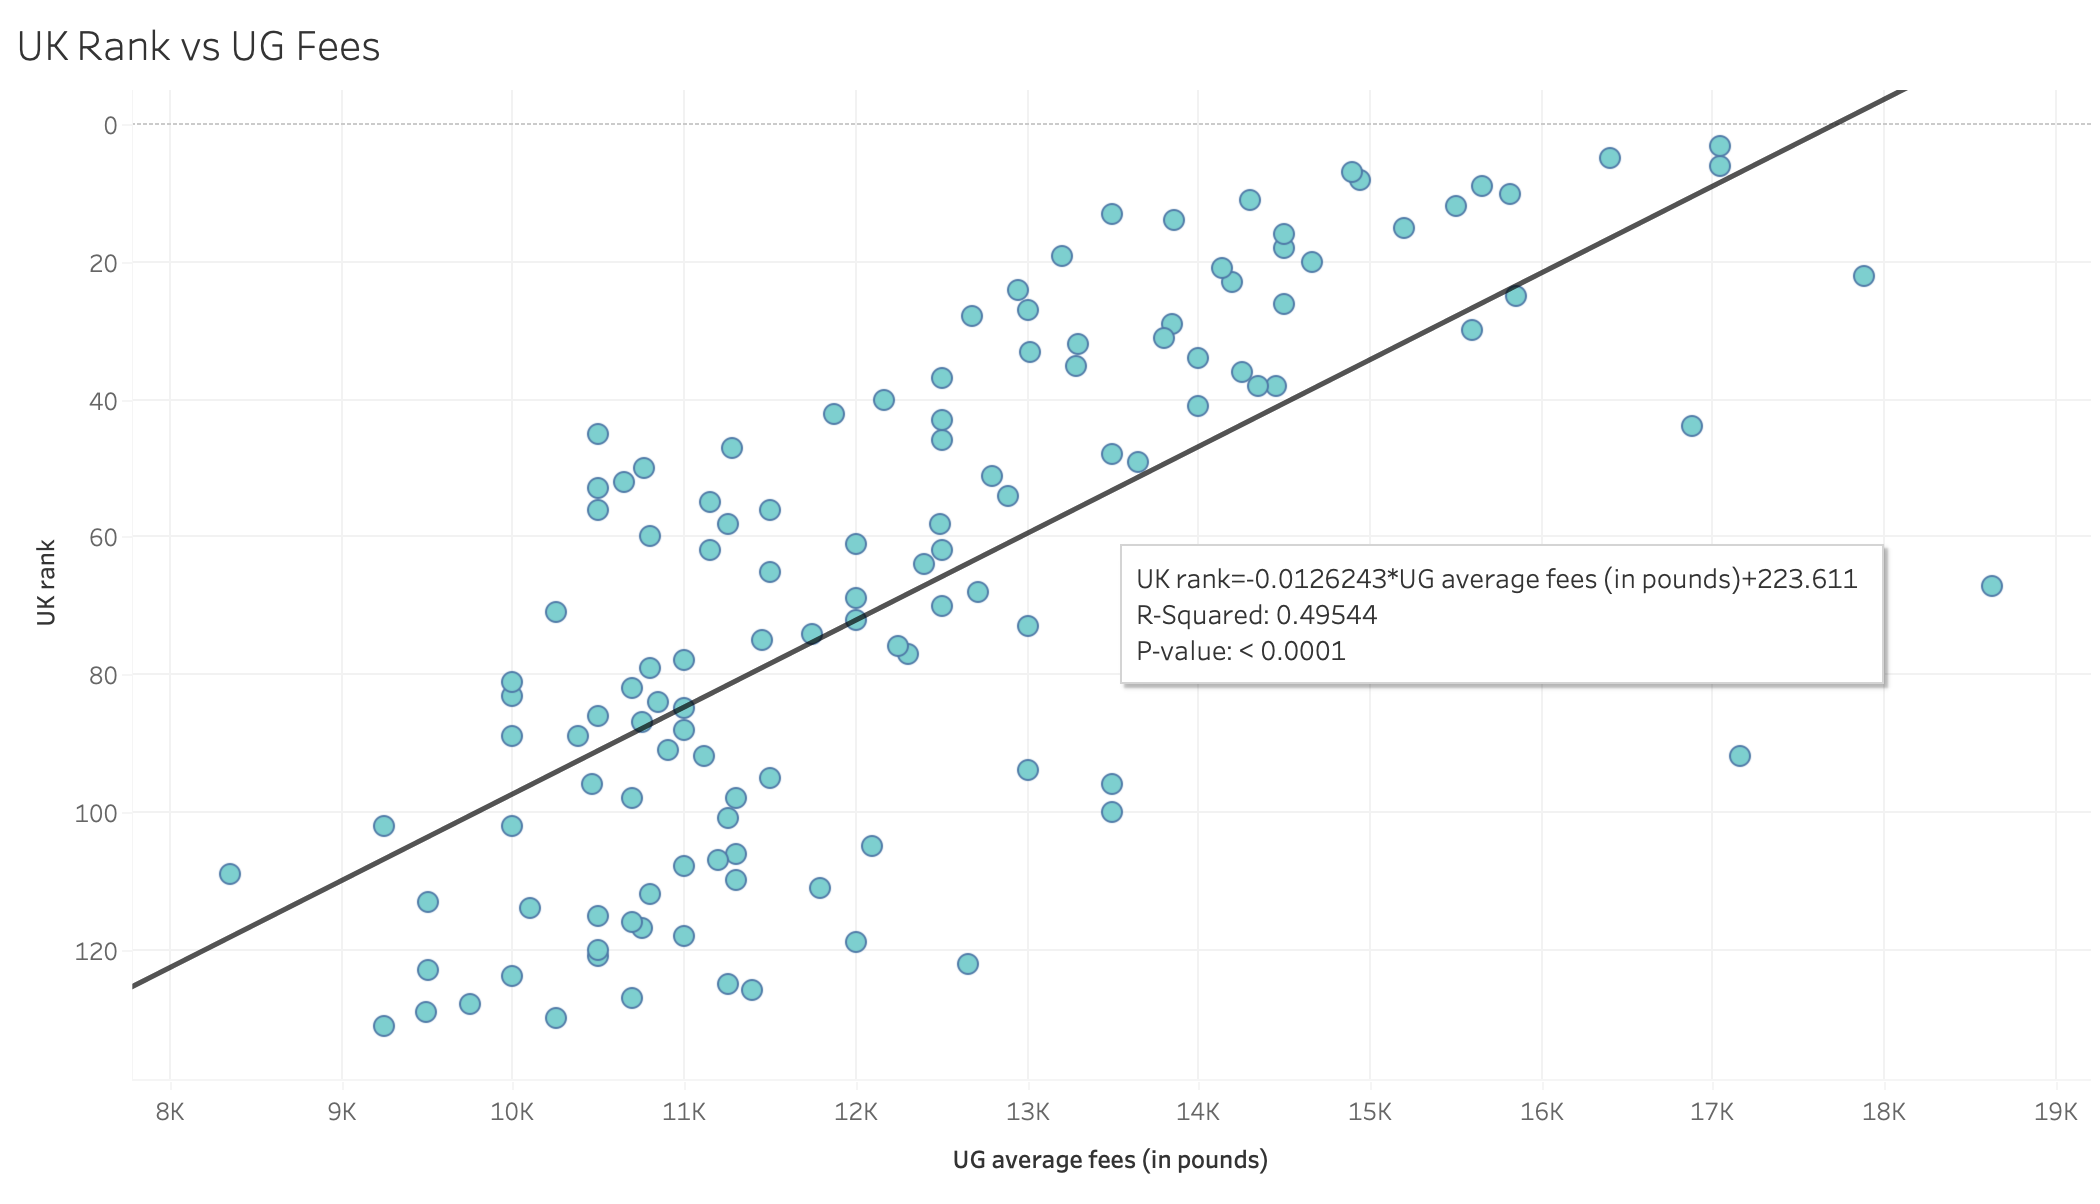 UK Rank vs UG Fees
0
20
40
60
80
100
120
UK rank
UK rank=-0.0126243*UG average fees (in pounds)+223.611
R-Squared: 0.49544
P-value: < 0.0001
8K 9K 10K 11K 12K 13K 14K 15K 16K 17K 18K 19K
UG average fees (in pounds)